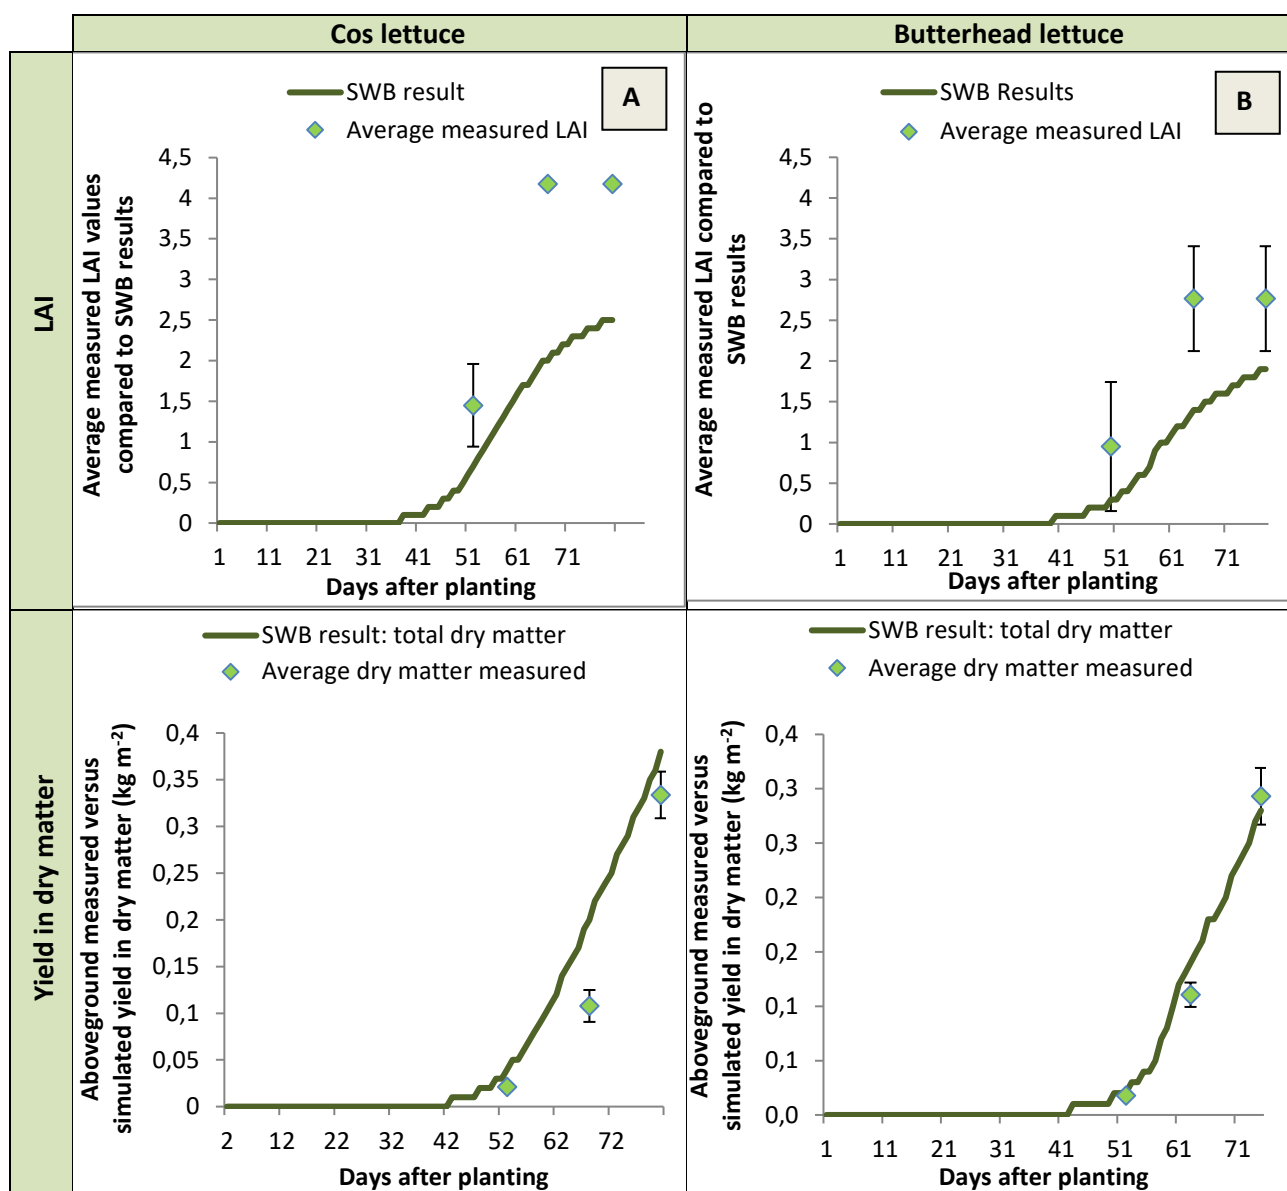 Cos lettuce
Butterhead lettuce
LAI
A
SWB result
Average measured LAI
Average measured LAI values
compared to SWB results
4,5
4
3,5
3
2,5
2
1,5
1
0,5
0
1 11 21 31 41 51 61 71
Days after planting
B
SWB Results
Average measured LAI
Average measured LAI compared to
SWB results
4,5
4
3,5
3
2,5
2
1,5
1
0,5
0
1 11 21 31 41 51 61 71
Days after planting
Yield in dry matter
SWB result: total dry matter
Average dry matter measured
Aboveground measured versus
simulated yield in dry matter (kg m⁻²)
0,4
0,35
0,3
0,25
0,2
0,15
0,1
0,05
0
2 12 22 32 42 52 62 72
Days after planting
SWB result: total dry matter
Average dry matter measured
Aboveground measured versus
simulated yield in dry matter (kg m⁻²)
0,4
0,3
0,3
0,2
0,2
0,1
0,1
0,0
1 11 21 31 41 51 61 71
Days after planting